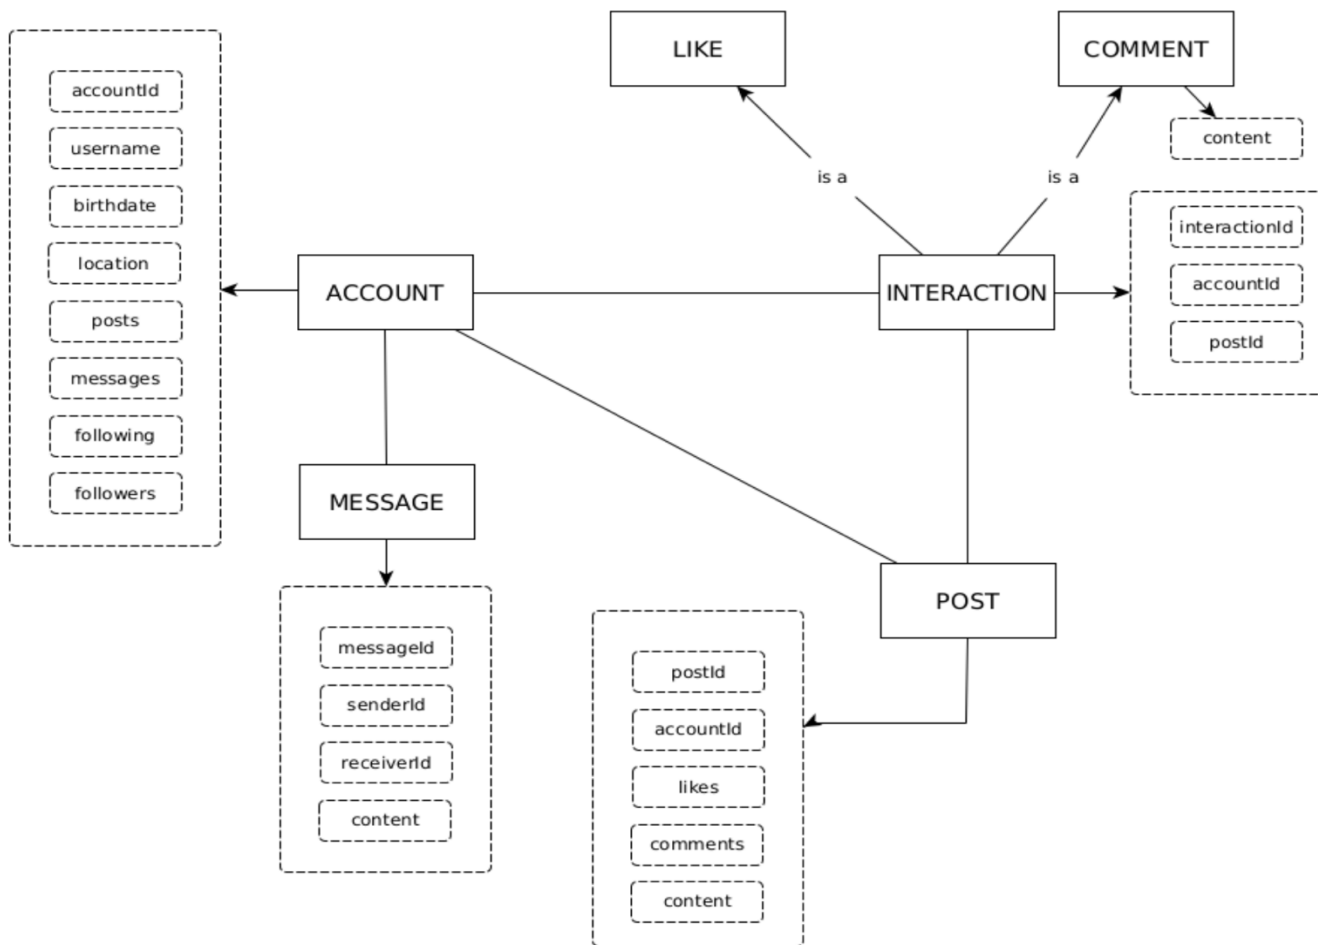 LIKE
COMMENT
content
is a
is a
accountId
username
birthdate
location
posts
messages
following
followers
ACCOUNT
INTERACTION
interactionId
accountId
postId
MESSAGE
messageId
senderId
receiverId
content
POST
postId
accountId
likes
comments
content